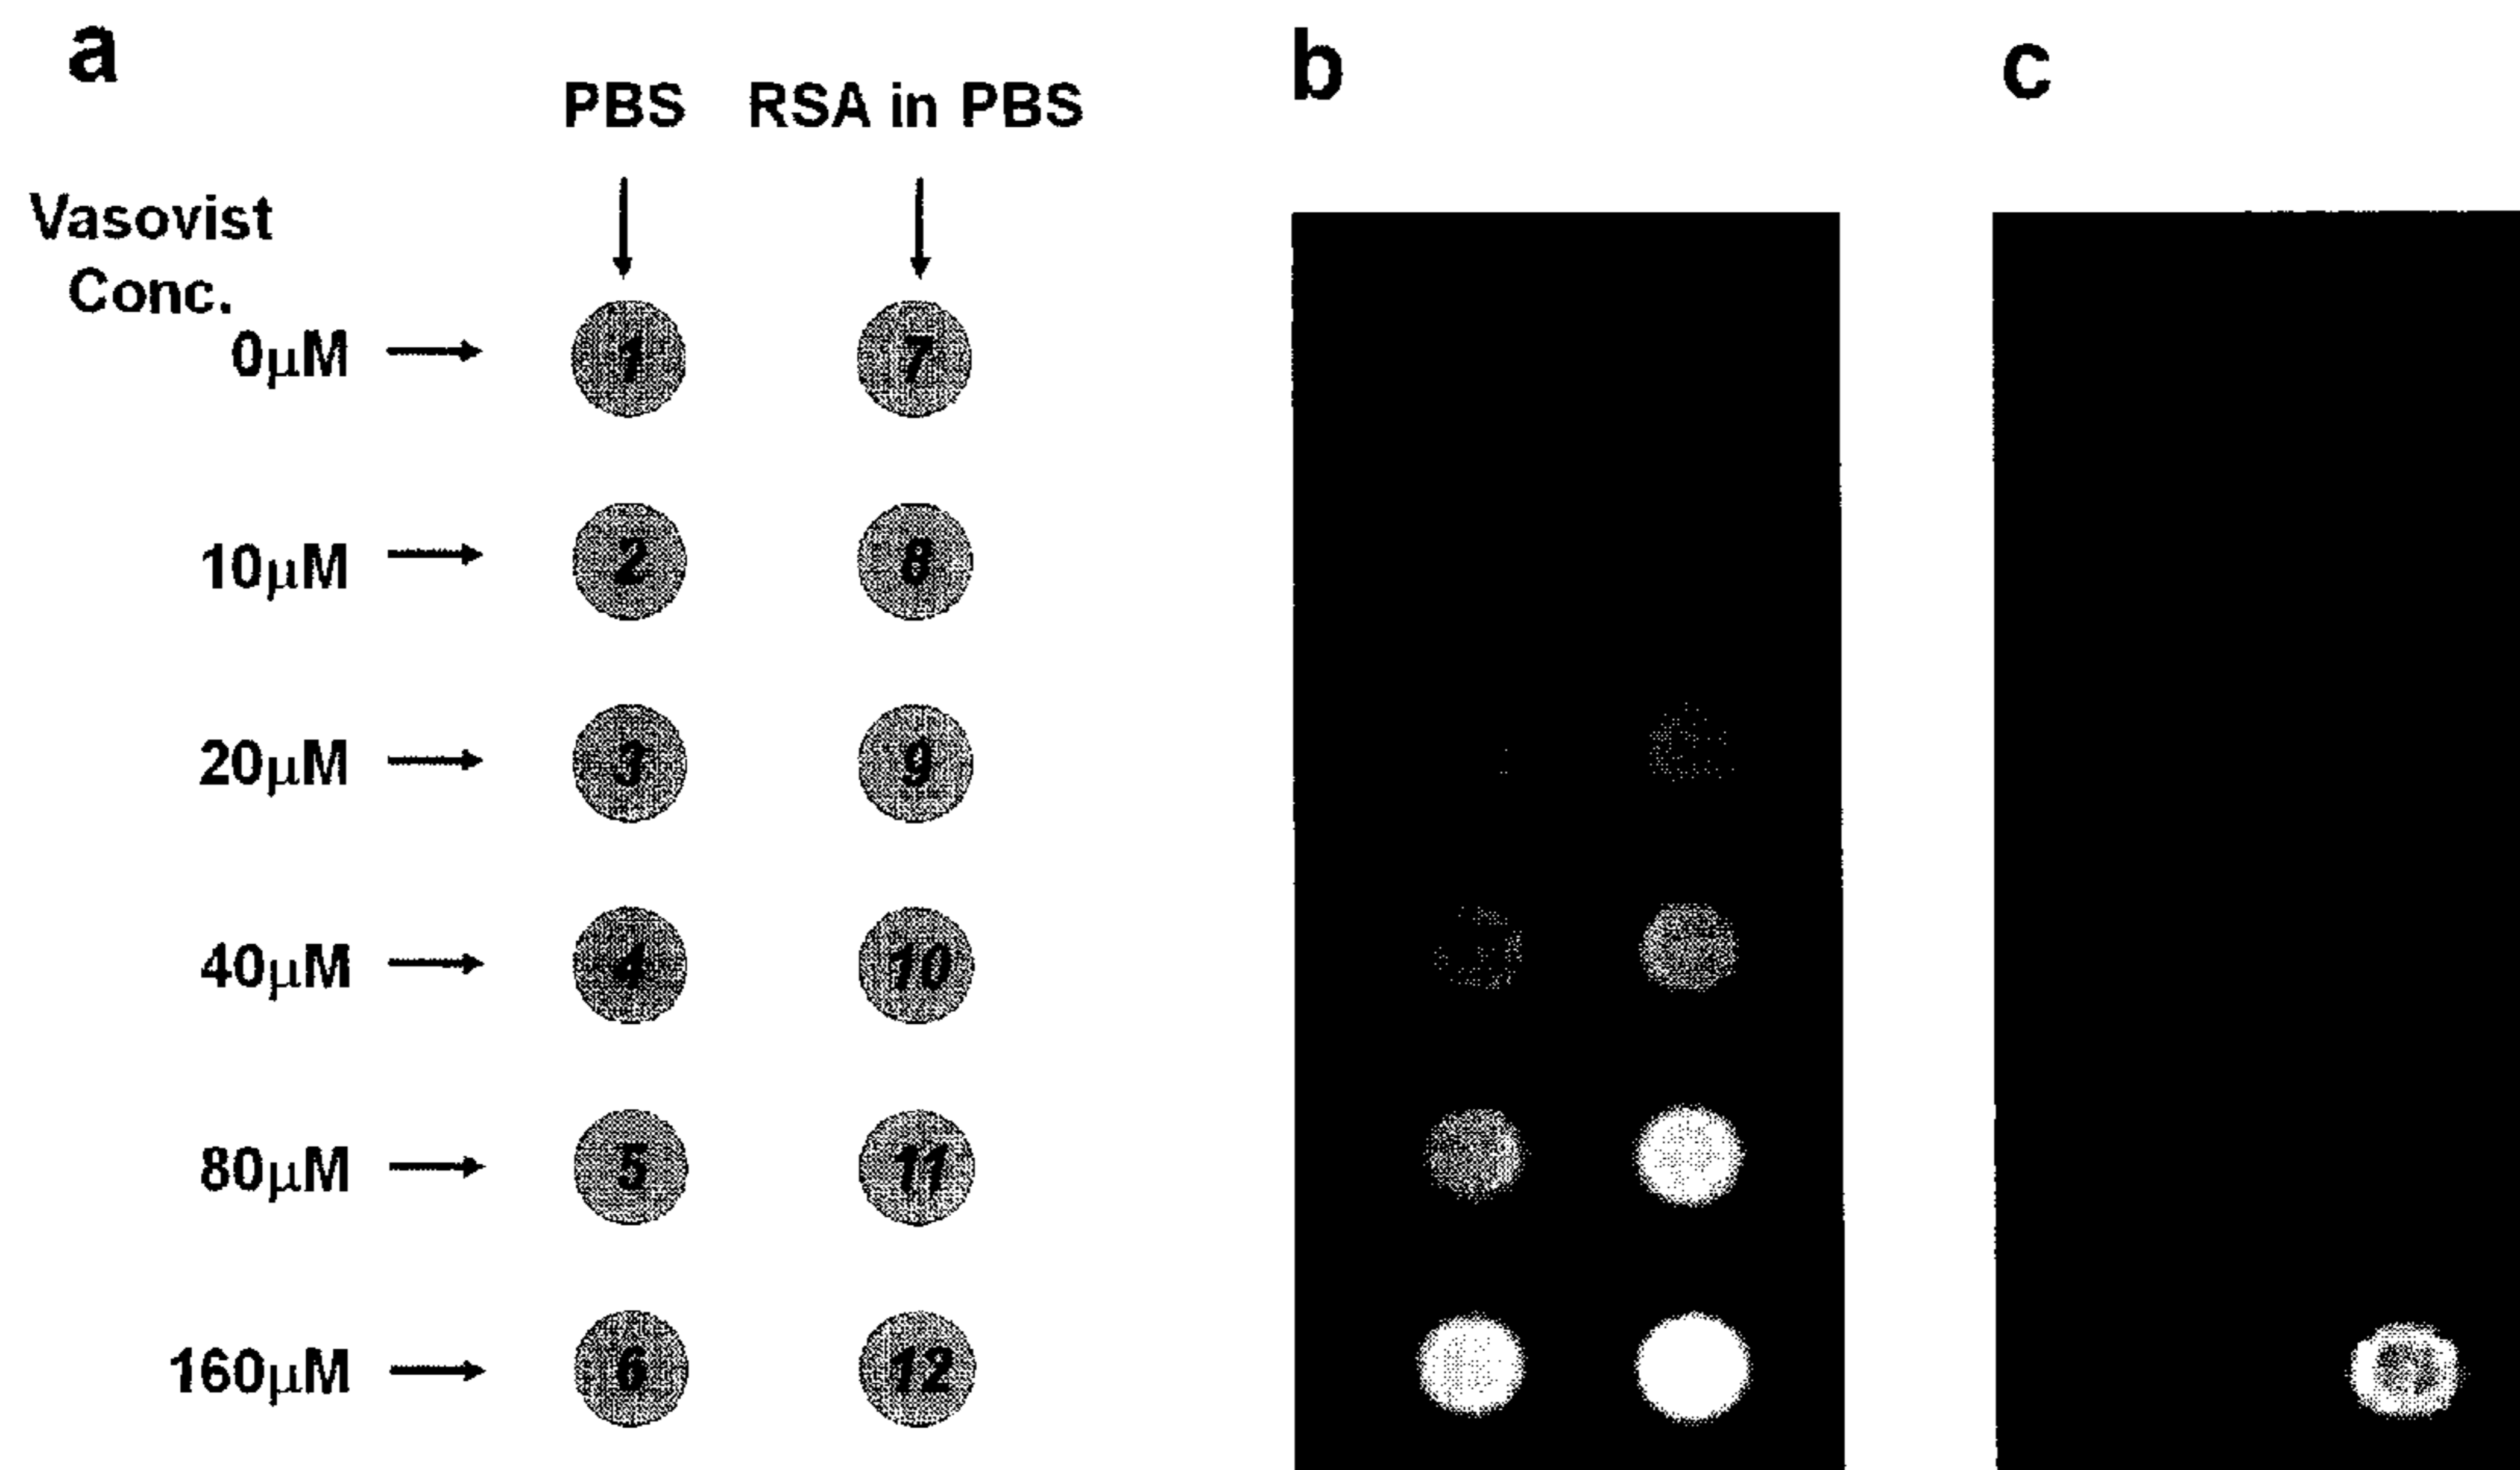 a
b
c
PBS RSA in PBS
Vasovist
Conc.
0μM 1 7
10μM 2 8
20μM 3 9
40μM 4 10
80μM 5 11
160μM 6 12